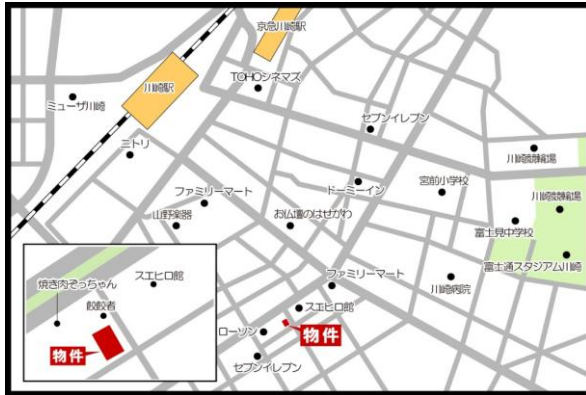 京急川崎駅
川崎駅
TOHOシネマズ
ミューザ川崎
セブンイレブン
ニトリ
川崎競輪場
ファミリーマート
ドーミーイン
宮前小学校
川崎競輪場
山野楽器
お仏壇のはせがわ
富士見中学校
富士通スタジアム川崎
ファミリーマート
川崎病院
スエヒロ館
焼き肉ぞっちゃん
スエヒロ館
餃餃者
物件
ローソン
物件
セブンイレブン